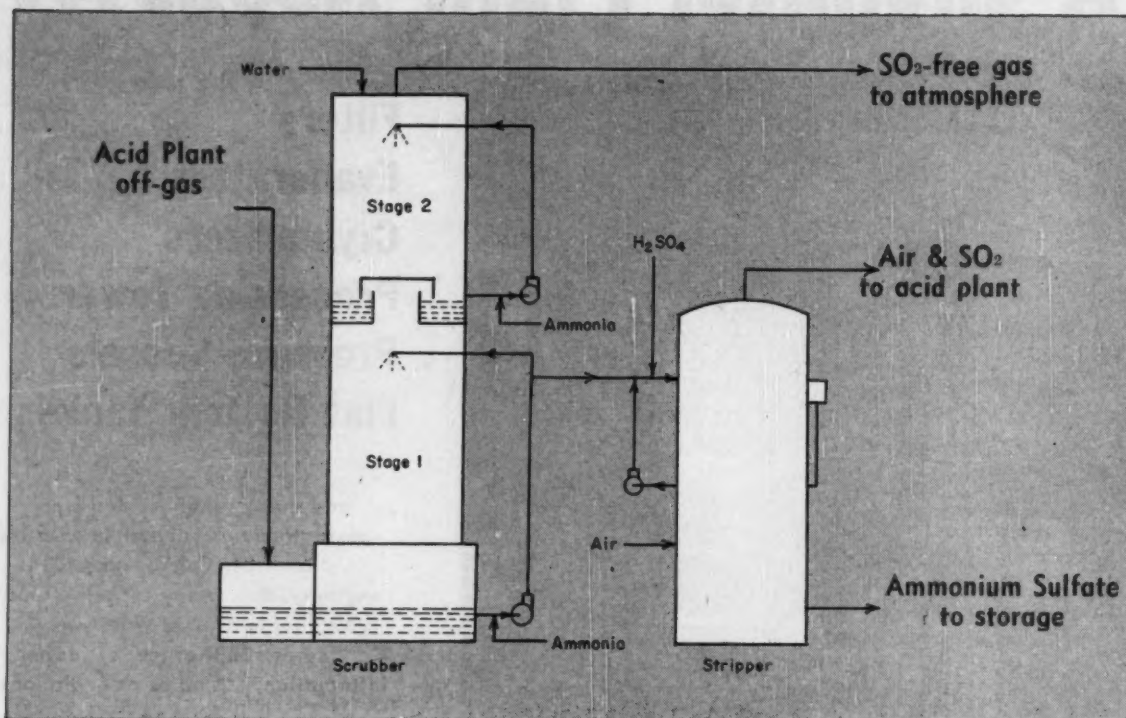 Water
SO₂-free gas
to atmosphere
Acid Plant
off-gas
Stage 2
H₂SO₄
Air & SO₂
to acid plant
Ammonia
Stage 1
Air
Ammonium Sulfate
to storage
Ammonia
Scrubber
Stripper